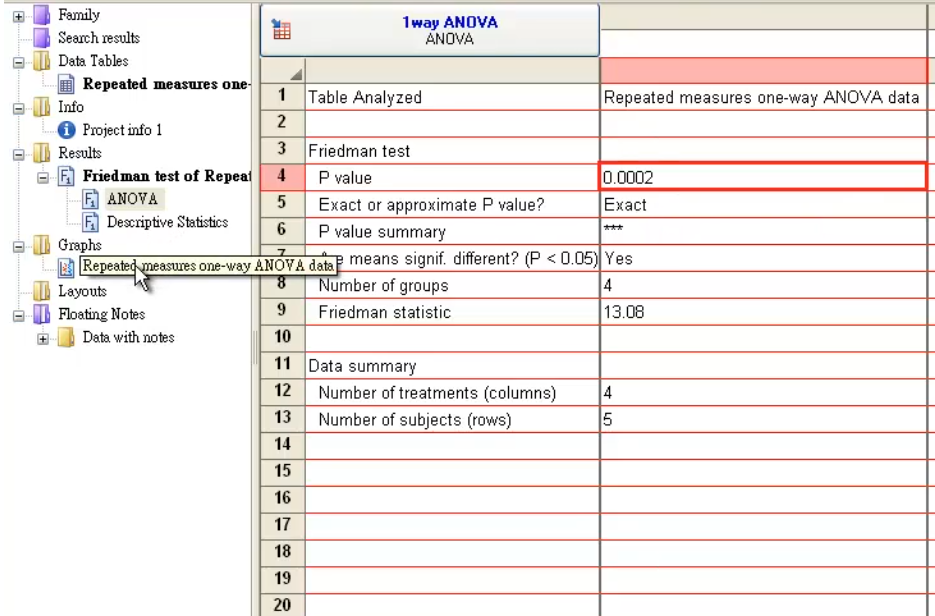 Family
Search results
Data Tables
Repeated measures one-
Info
Project info 1
Results
Friedman test of Repeat
ANOVA
Descriptive Statistics
Graphs
Repeated measures one-way ANOVA data
Layouts
Floating Notes
Data with notes
1way ANOVA
ANOVA
1 Table Analyzed Repeated measures one-way ANOVA data
2
3 Friedman test
4 P value 0.0002
5 Exact or approximate P value? Exact
6 P value summary ***
7 means signif. different? (P < 0.05) Yes
8 Number of groups 4
9 Friedman statistic 13.08
10
11 Data summary
12 Number of treatments (columns) 4
13 Number of subjects (rows) 5
14
15
16
17
18
19
20